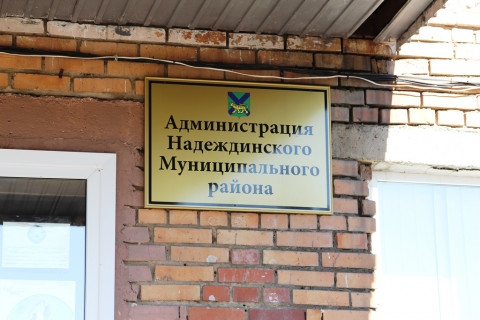 Администрация
Надеждинского
Муниципального
района